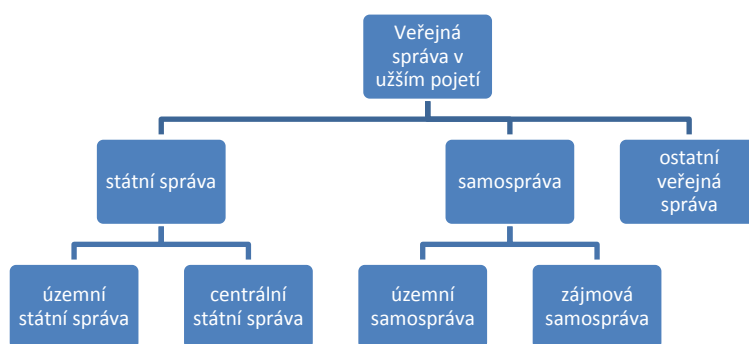 Veřejná
správa v
užším pojetí
státní správa
samospráva
ostatní
veřejná
správa
územní
státní správa
centrální
státní správa
územní
samospráva
zájmová
samospráva